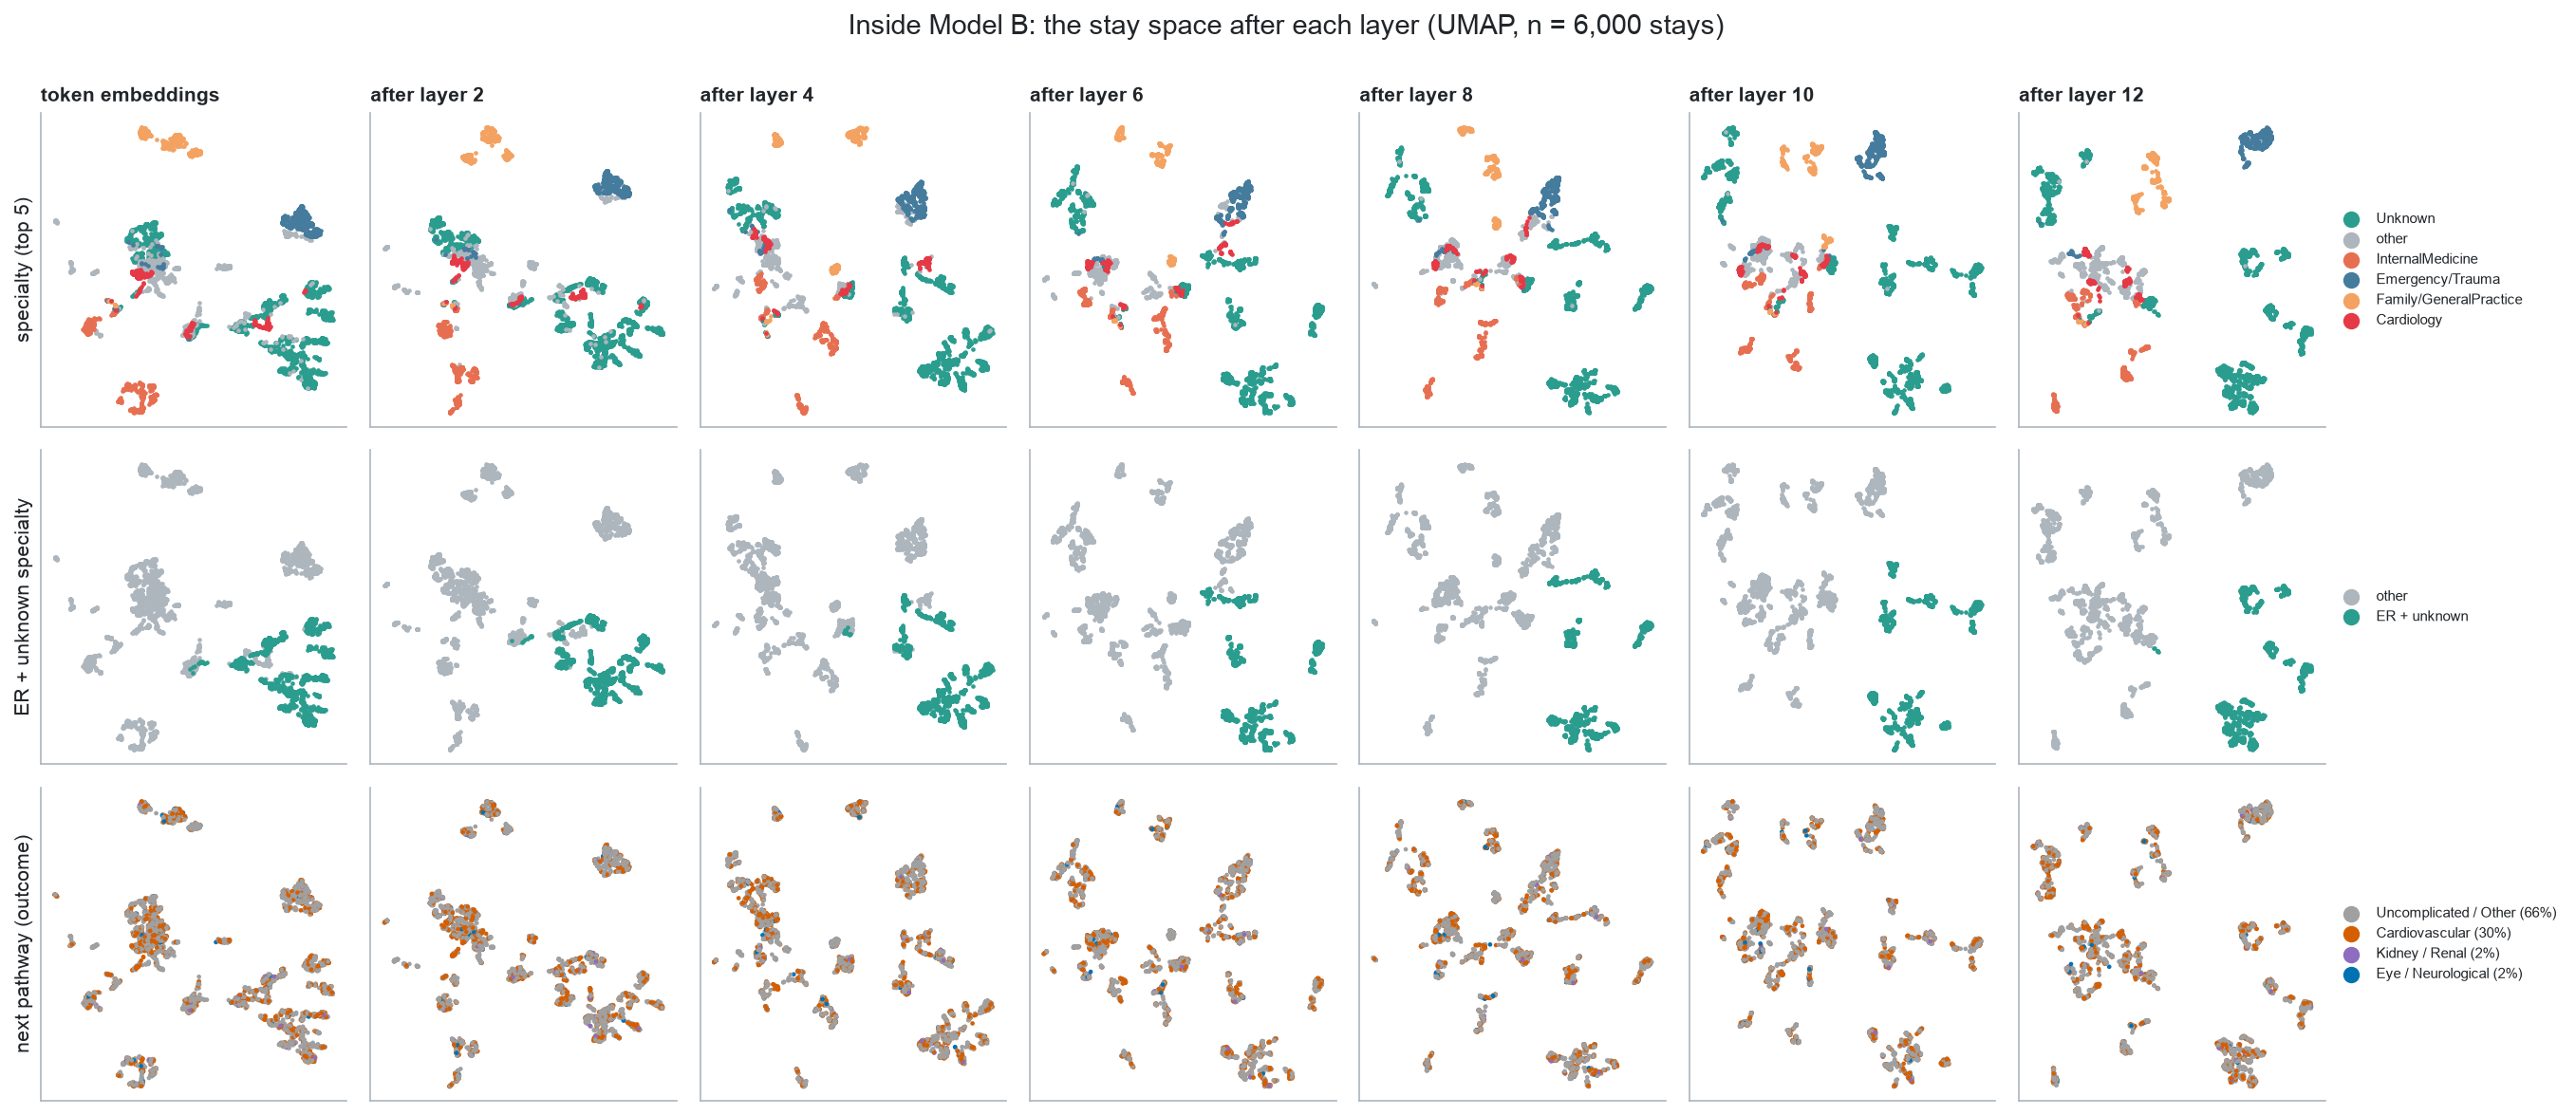 Inside Model B: the stay space after each layer (UMAP, n = 6,000 stays)
token embeddings
after layer 2
after layer 4
after layer 6
after layer 8
after layer 10
after layer 12
specialty (top 5)
Unknown
other
InternalMedicine
Emergency/Trauma
Family/GeneralPractice
Cardiology
ER + unknown specialty
other
ER + unknown
next pathway (outcome)
Uncomplicated / Other (66%)
Cardiovascular (30%)
Kidney / Renal (2%)
Eye / Neurological (2%)